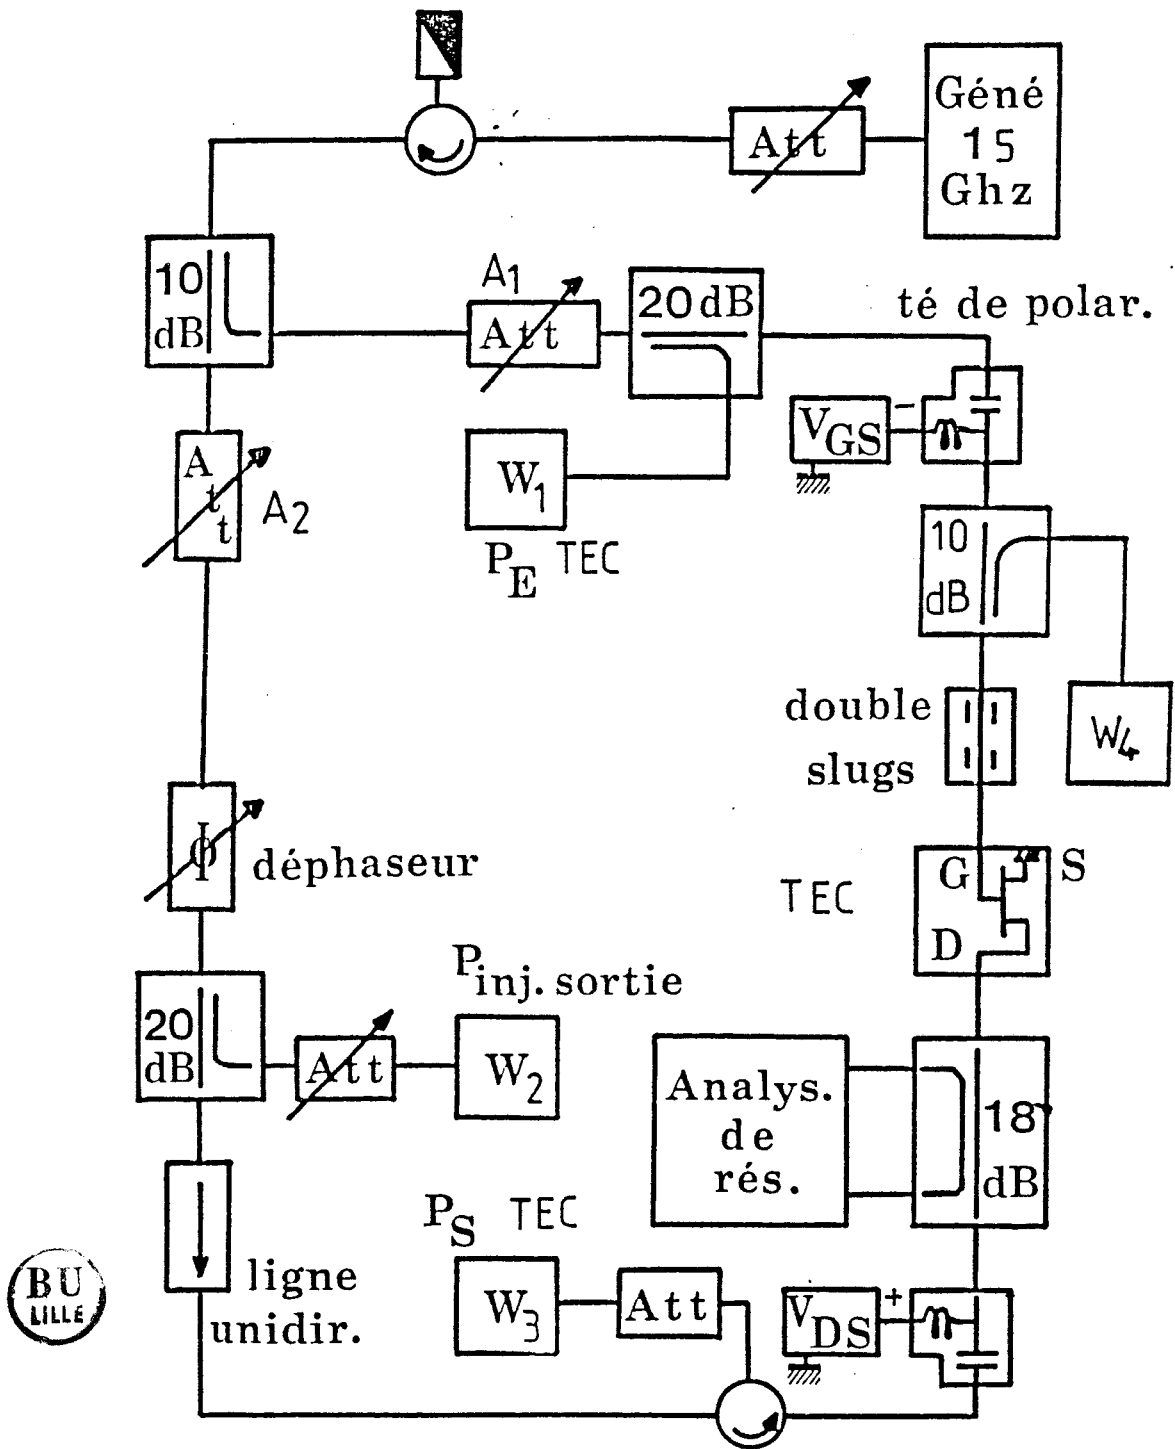 Géné
15
Ghz
Att
10
dB
A1
Att
20 dB
té de polar.
VGS
−
W1
PE TEC
A
t
t
A2
10
dB
double
slugs
W4
Φ
déphaseur
TEC
G
S
D
Pinj. sortie
20
dB
Att
W2
Analys.
de
rés.
18
dB
PS TEC
BU
LILLE
ligne
unidir.
W3
Att
VDS
+